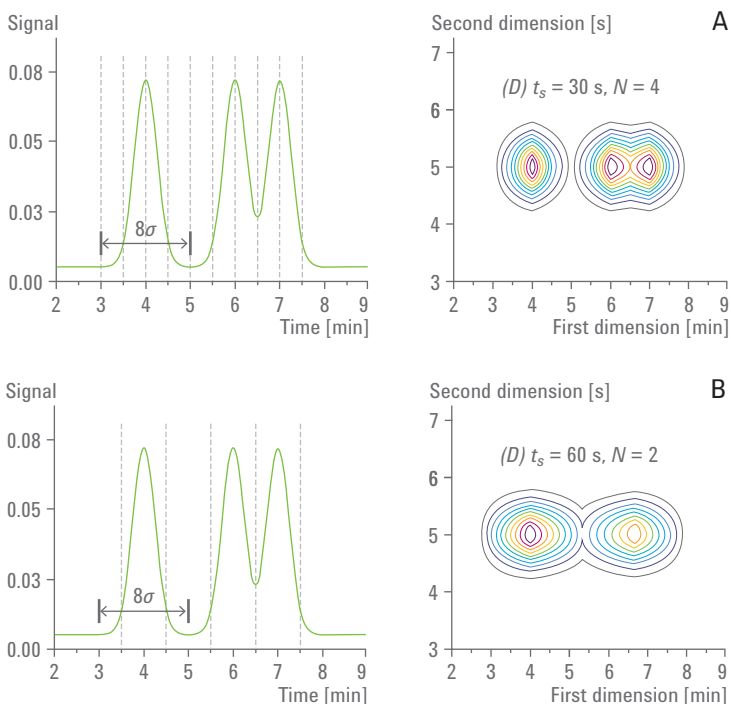 Signal
0.08
0.05
0.03
0.00
8σ
2 3 4 5 6 7 8 9
Time [min]
Second dimension [s] A
7
6
5
4
3
(D) ts = 30 s, N = 4
2 3 4 5 6 7 8 9
First dimension [min]
Signal
0.08
0.05
0.03
0.00
8σ
2 3 4 5 6 7 8 9
Time [min]
Second dimension [s] B
7
6
5
4
3
(D) ts = 60 s, N = 2
2 3 4 5 6 7 8 9
First dimension [min]